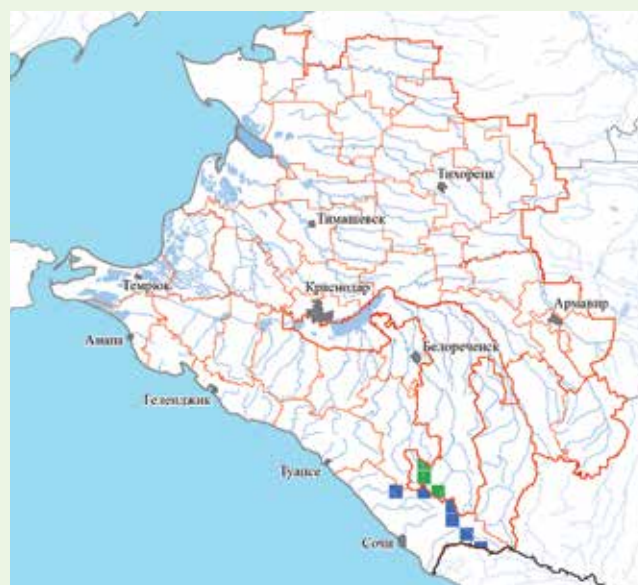 Тихорецк
Тимашевск
Темрюк
Краснодар
Армавир
Анапа
Белореченск
Геленджик
Туапсе
Сочи